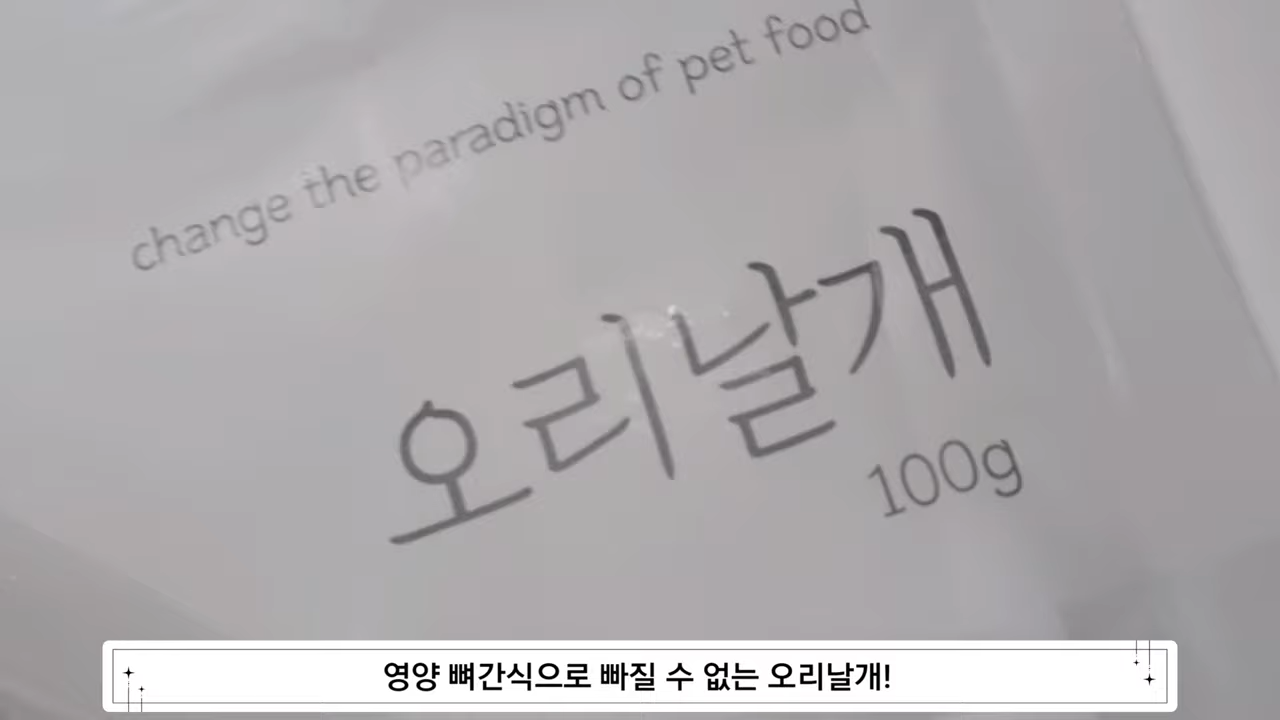 change the paradigm of pet food
오리날개
100g
영양 뼈간식으로 빠질 수 없는 오리날개!